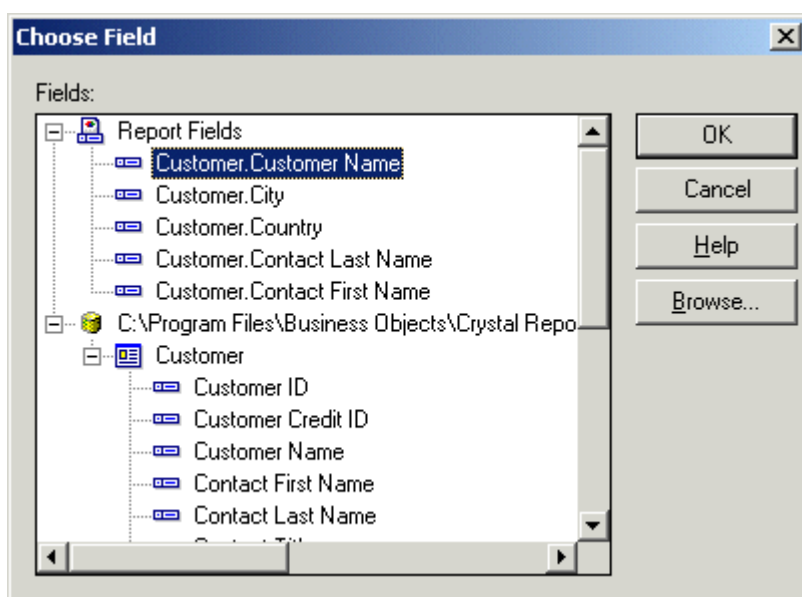 Choose Field
Fields:
Report Fields
Customer.Customer Name
Customer.City
Customer.Country
Customer.Contact Last Name
Customer.Contact First Name
C:\Program Files\Business Objects\Crystal Repo
Customer
Customer ID
Customer Credit ID
Customer Name
Contact First Name
Contact Last Name
OK
Cancel
Help
Browse...